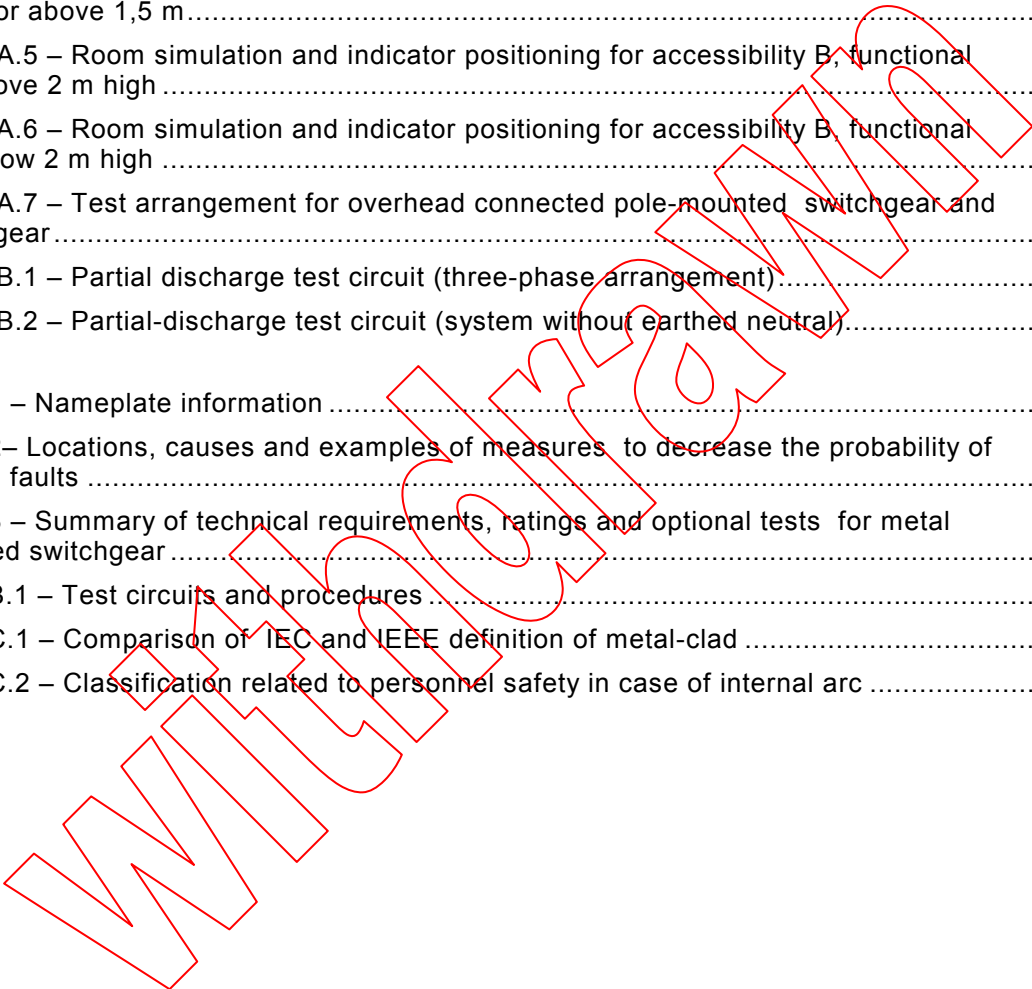 or above 1,5 m
A.5 – Room simulation and indicator positioning for accessibility B, functional
ove 2 m high
A.6 – Room simulation and indicator positioning for accessibility B, functional
ow 2 m high
A.7 – Test arrangement for overhead connected pole-mounted switchgear and
gear
B.1 – Partial discharge test circuit (three-phase arrangement)
B.2 – Partial-discharge test circuit (system without earthed neutral)
– Nameplate information
– Locations, causes and examples of measures to decrease the probability of
faults
– Summary of technical requirements, ratings and optional tests for metal
ed switchgear
B.1 – Test circuits and procedures
C.1 – Comparison of IEC and IEEE definition of metal-clad
C.2 – Classification related to personnel safety in case of internal arc
withdrawn